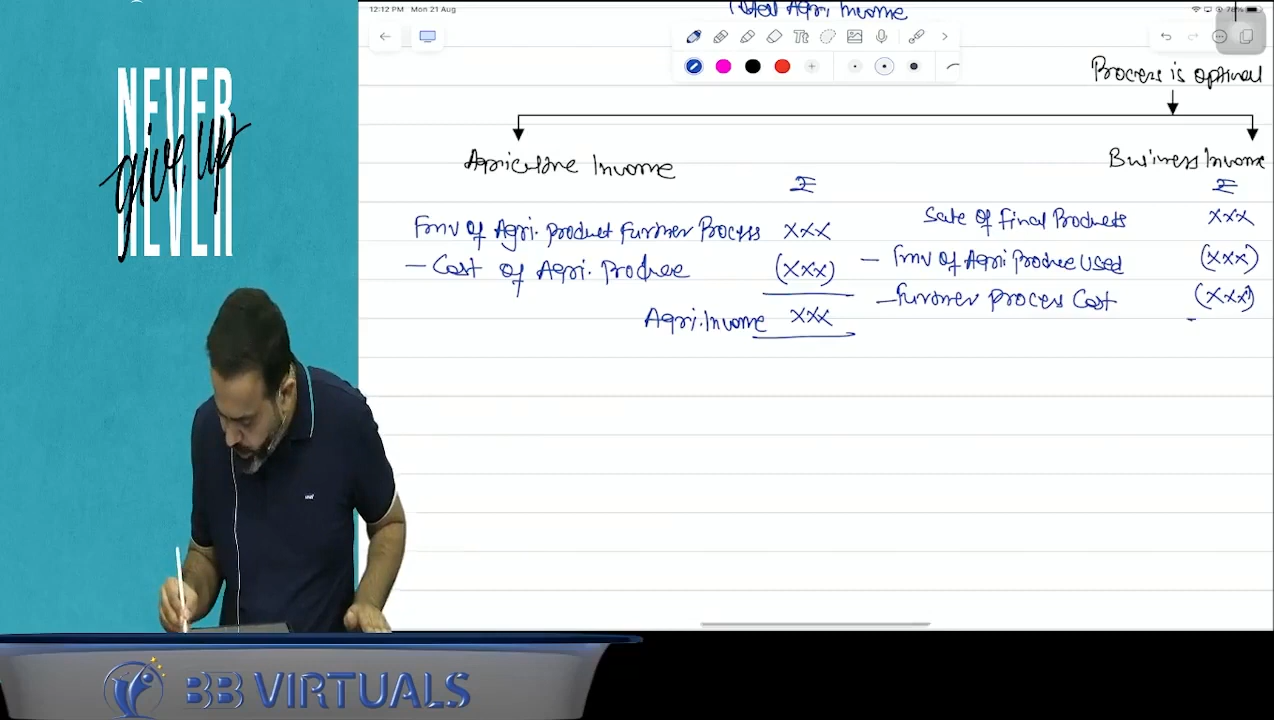 12:12 PM Mon 21 Aug
78%
Total Agri Income
Process is optional
NEVER
give up
NEVER
Agriculture Income
Business Income
₹
₹
Fmv of Agri. product Further Process XXX
- Cost of Agri. Produce (XXX)
Agri. Income XXX
Sale of Final Products XXX
- Fmv of Agri Produce Used (XXX)
- Further process Cost (XXX)
BB VIRTUALS